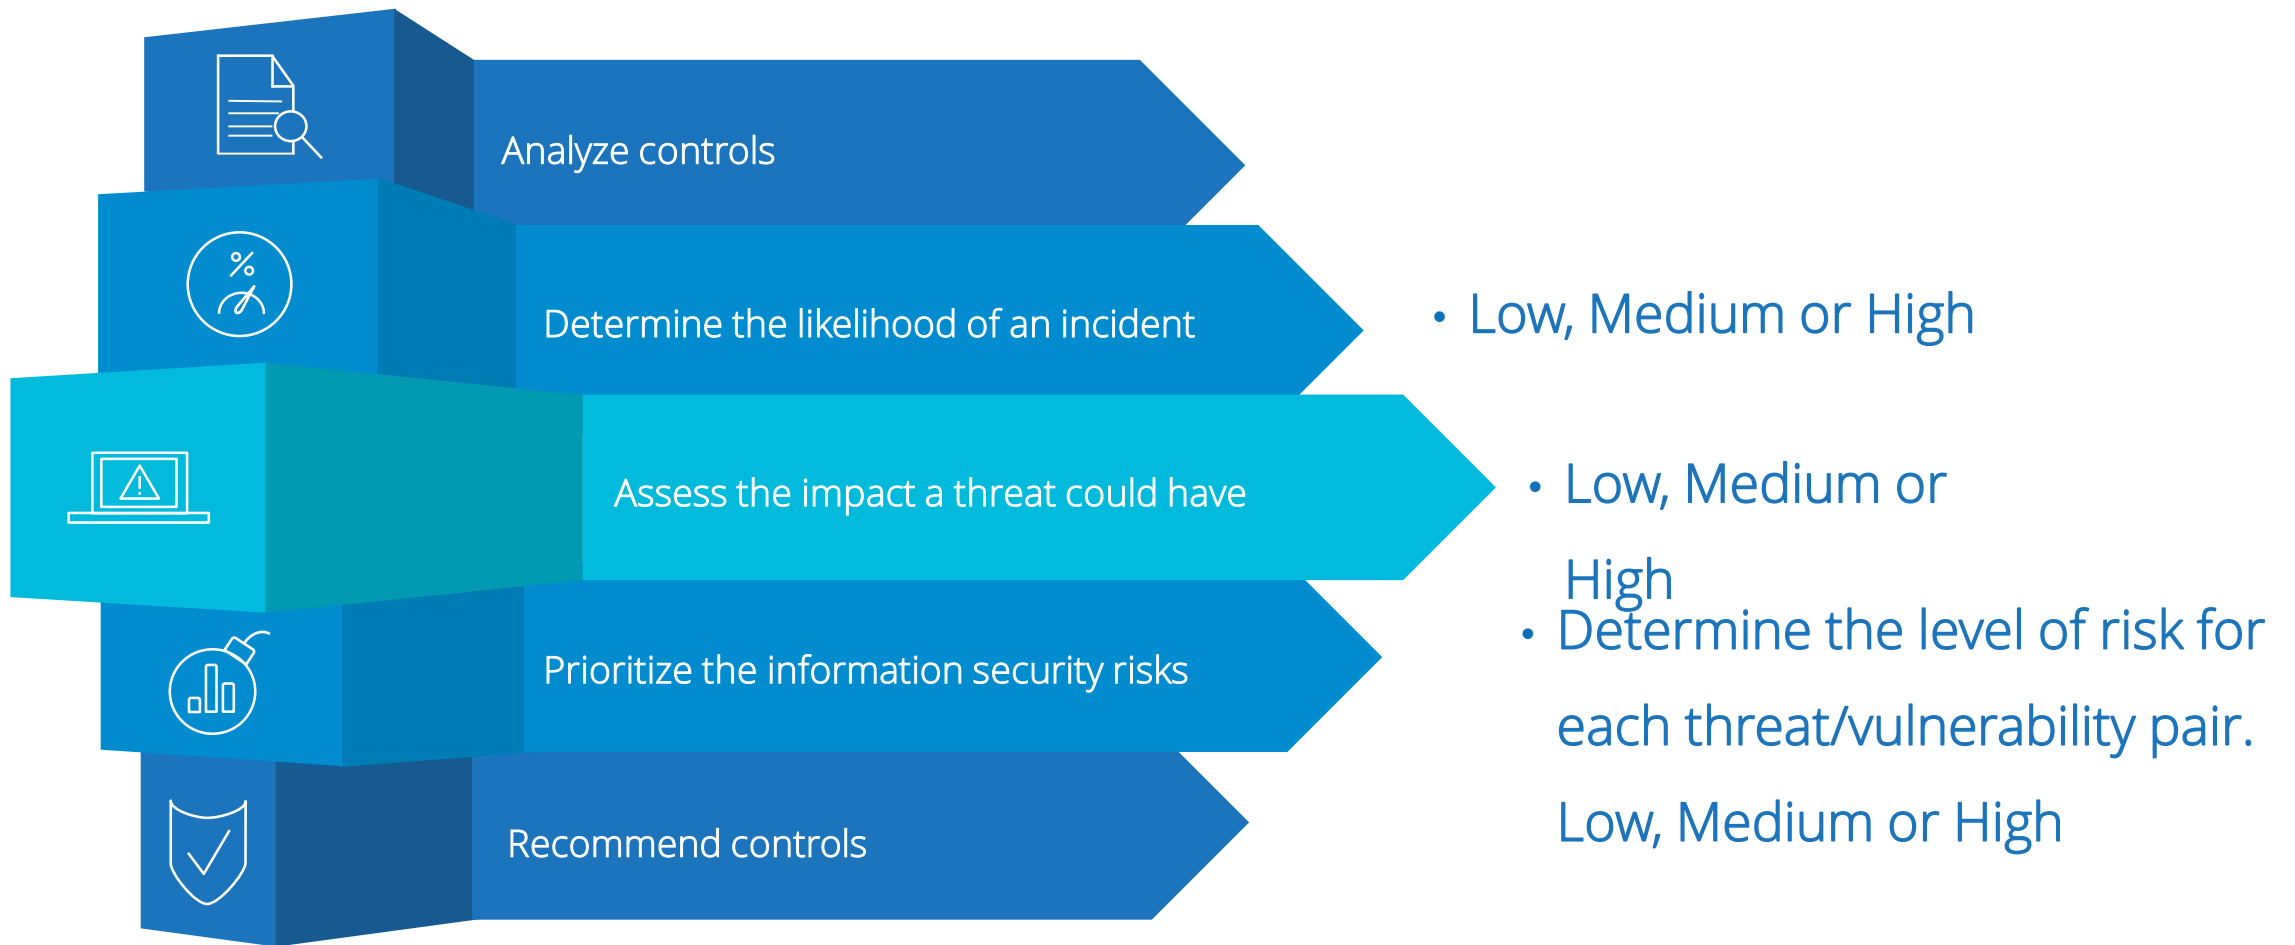 Analyze controls
Determine the likelihood of an incident
• Low, Medium or High
Assess the impact a threat could have
• Low, Medium or
High
Prioritize the information security risks
• Determine the level of risk for
each threat/vulnerability pair.
Low, Medium or High
Recommend controls